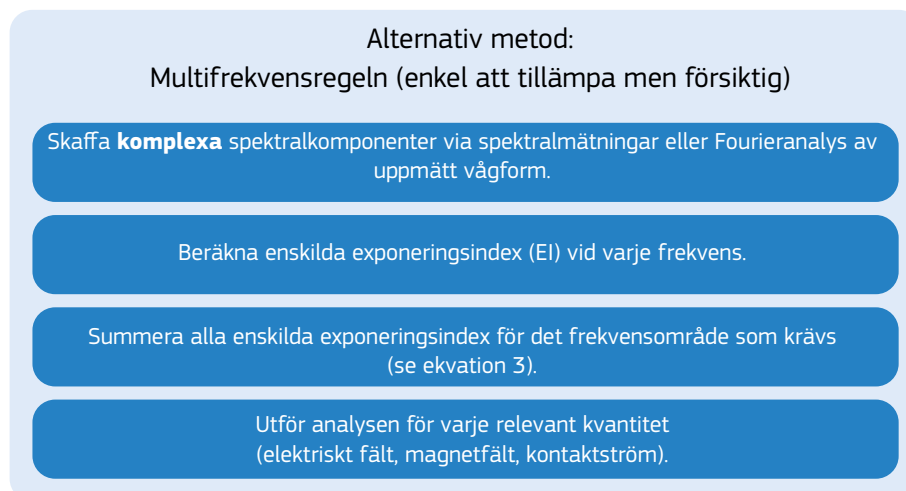 Alternativ metod:
Multifrekvensregeln (enkel att tillämpa men försiktig)
Skaffa komplexa spektralkomponenter via spektralmätningar eller Fourieranalys av
uppmätt vågform.
Beräkna enskilda exponeringsindex (EI) vid varje frekvens.
Summera alla enskilda exponeringsindex för det frekvensområde som krävs
(se ekvation 3).
Utför analysen för varje relevant kvantitet
(elektriskt fält, magnetfält, kontaktström).